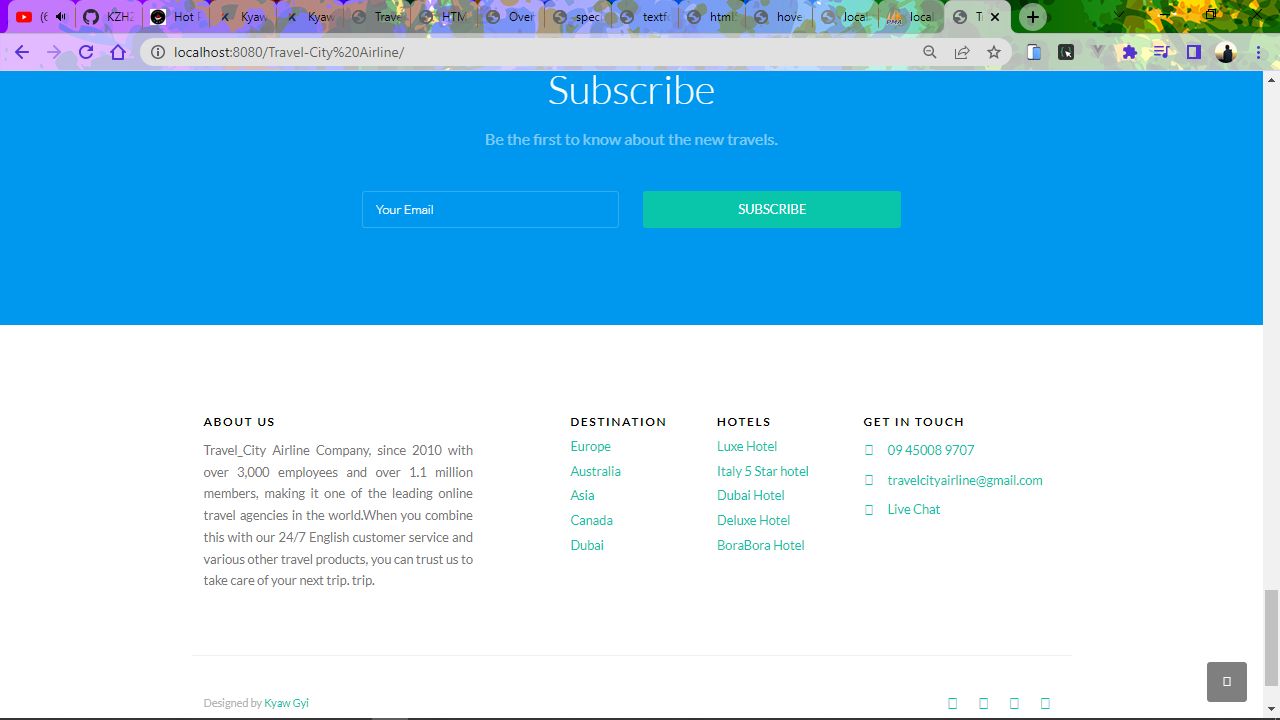 (6
KZHZ
Hot F
Kyaw
Kyaw
Trave
HTM
Over
speci
textf
html
hove
local
local
T
localhost:8080/Travel-City%20Airline/
Subscribe
Be the first to know about the new travels.
Your Email
SUBSCRIBE
ABOUT US
Travel_City Airline Company, since 2010 with
over 3,000 employees and over 1.1 million
members, making it one of the leading online
travel agencies in the world.When you combine
this with our 24/7 English customer service and
various other travel products, you can trust us to
take care of your next trip. trip.
DESTINATION
Europe
Australia
Asia
Canada
Dubai
HOTELS
Luxe Hotel
Italy 5 Star hotel
Dubai Hotel
Deluxe Hotel
BoraBora Hotel
GET IN TOUCH
09 45008 9707
travelcityairline@gmail.com
Live Chat
Designed by Kyaw Gyi